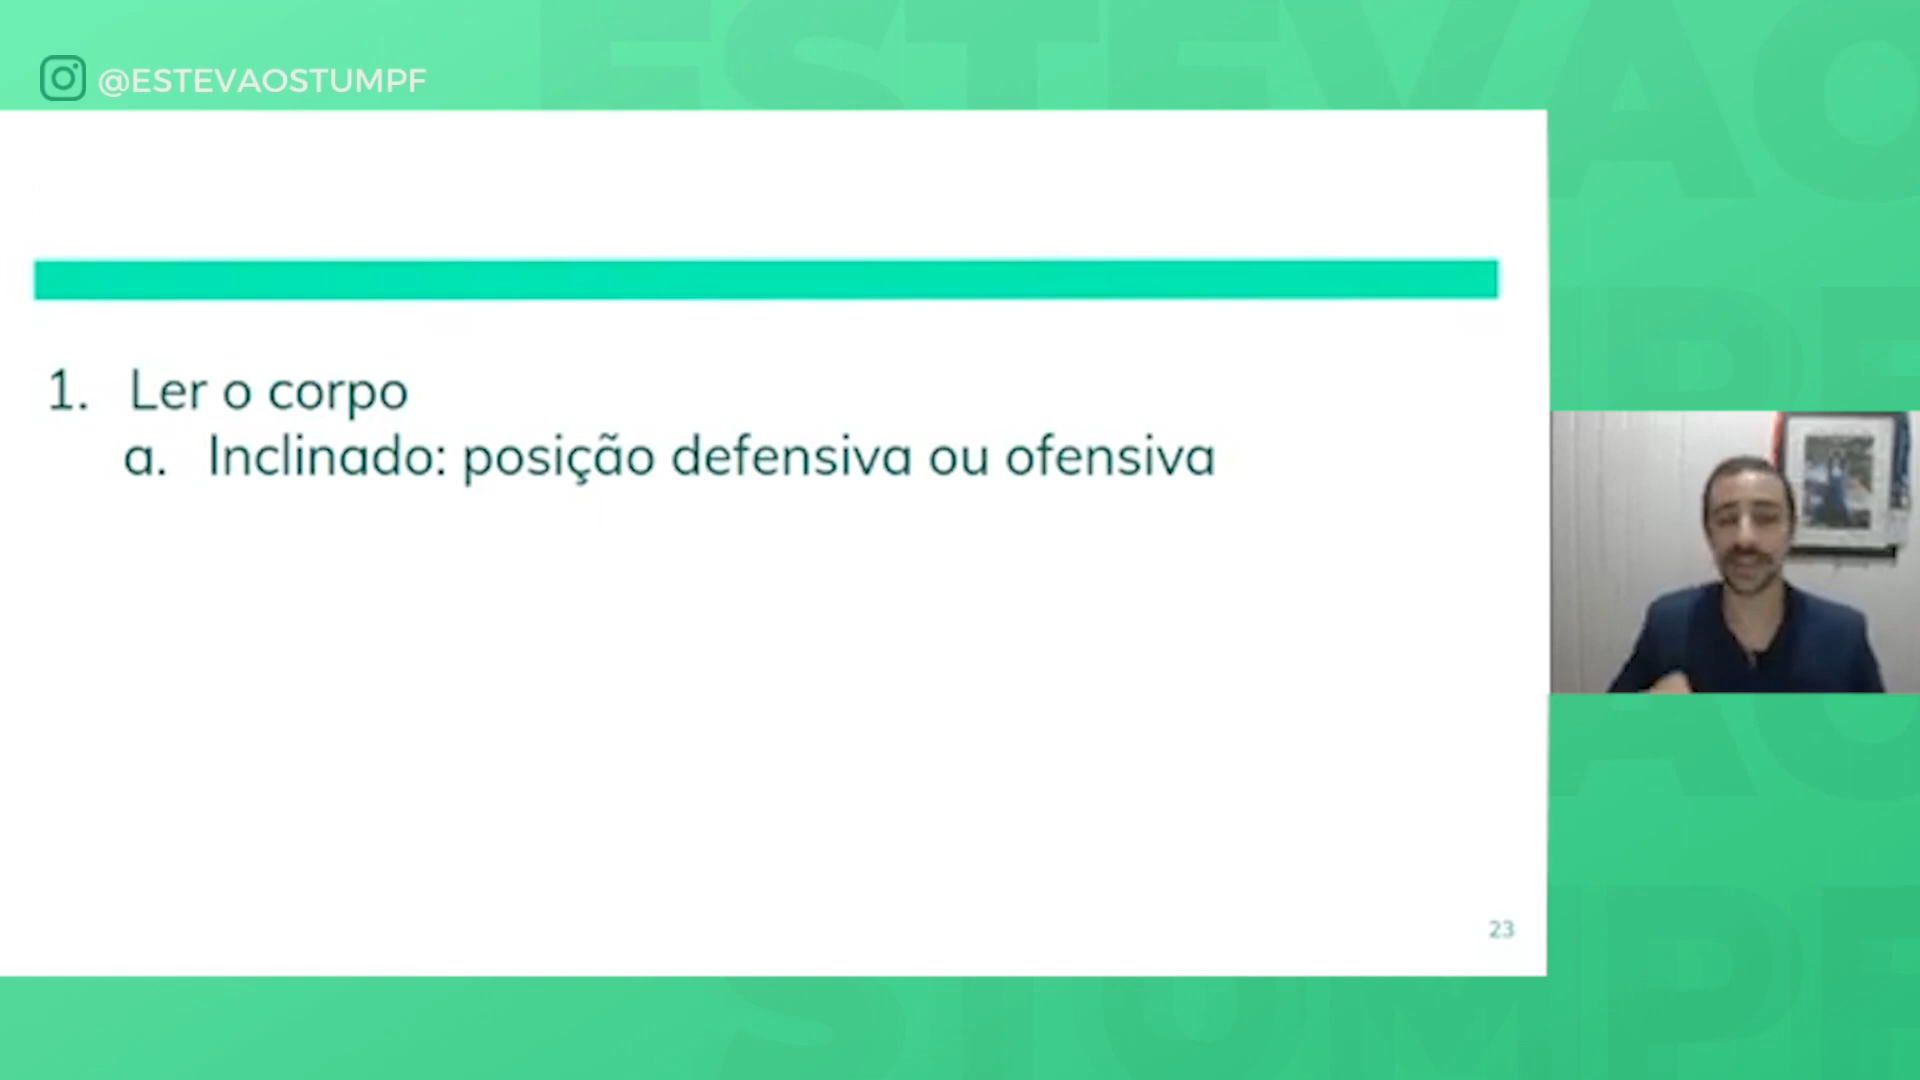 @ESTEVAOSTUMPF
1. Ler o corpo
a. Inclinado: posição defensiva ou ofensiva
23